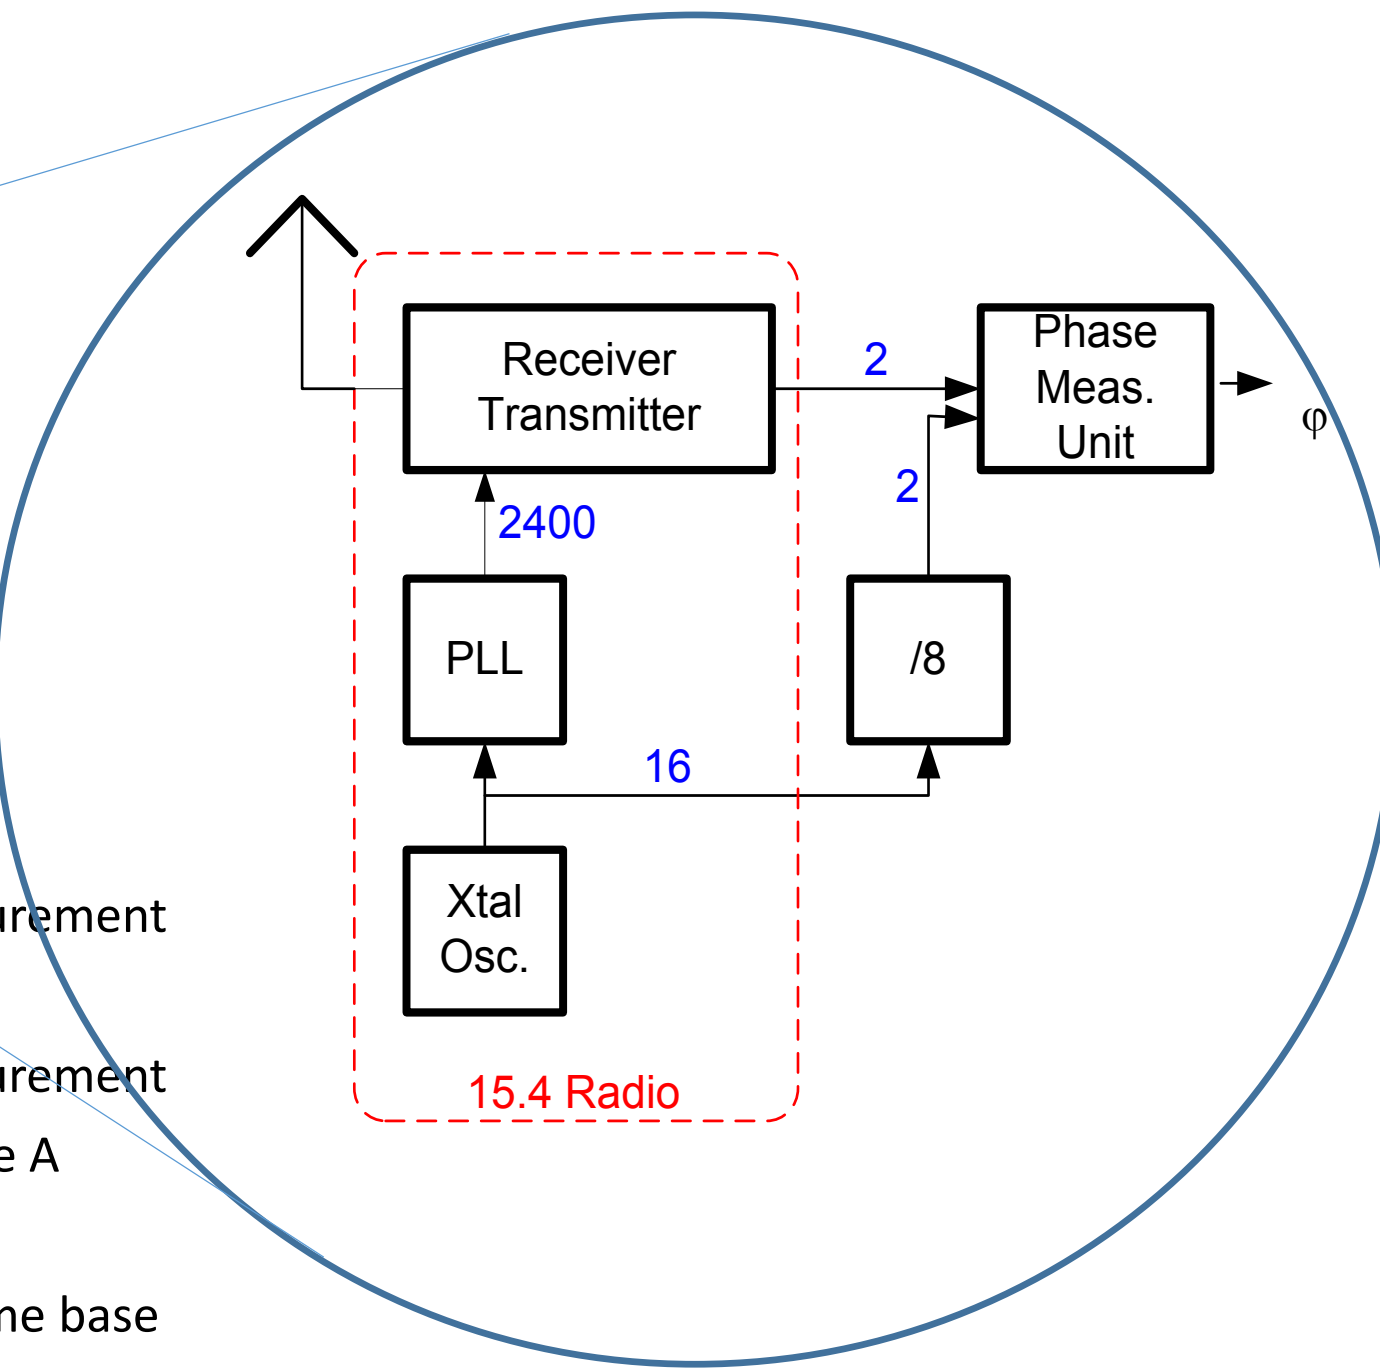 Receiver
Transmitter
2
Phase
Meas.
Unit
φ
2400
2
PLL
/8
16
Xtal
Osc.
15.4 Radio
urement
urement
e A
me base